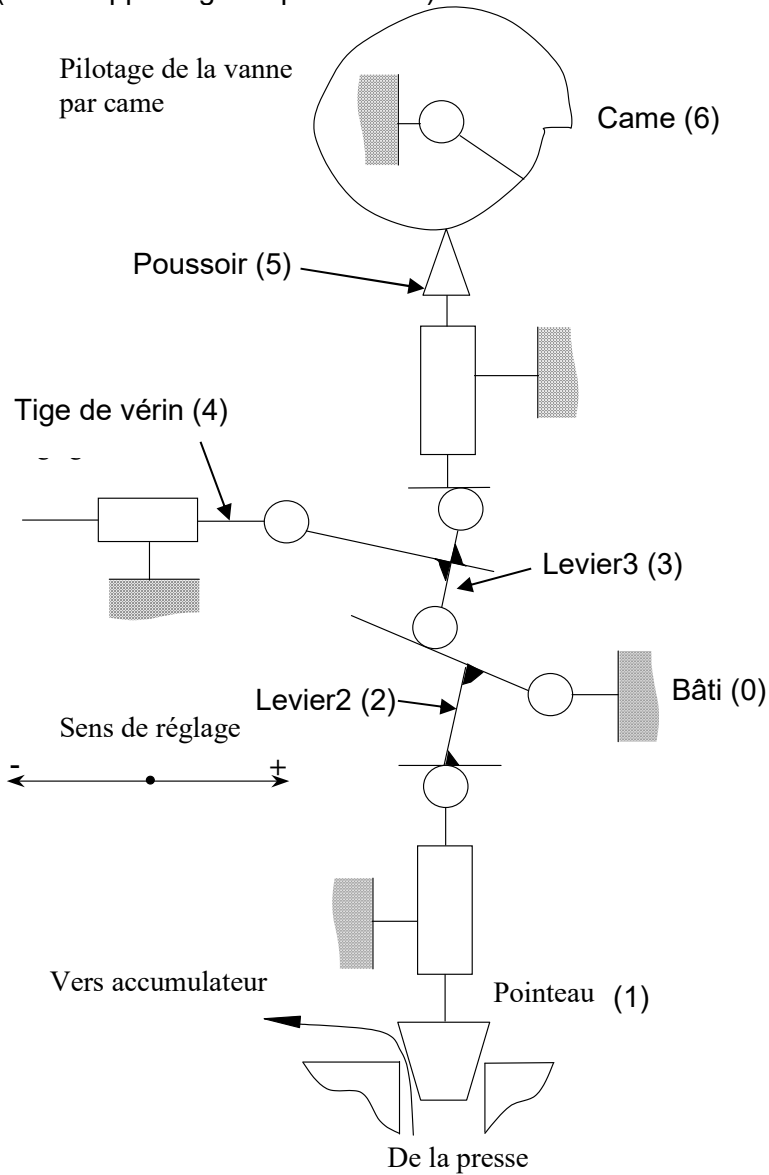 Pilotage de la vanne
par came
Came (6)
Poussoir (5)
Tige de vérin (4)
Levier3 (3)
Levier2 (2)
Bâti (0)
Sens de réglage
- +
Vers accumulateur
Pointeau (1)
De la presse